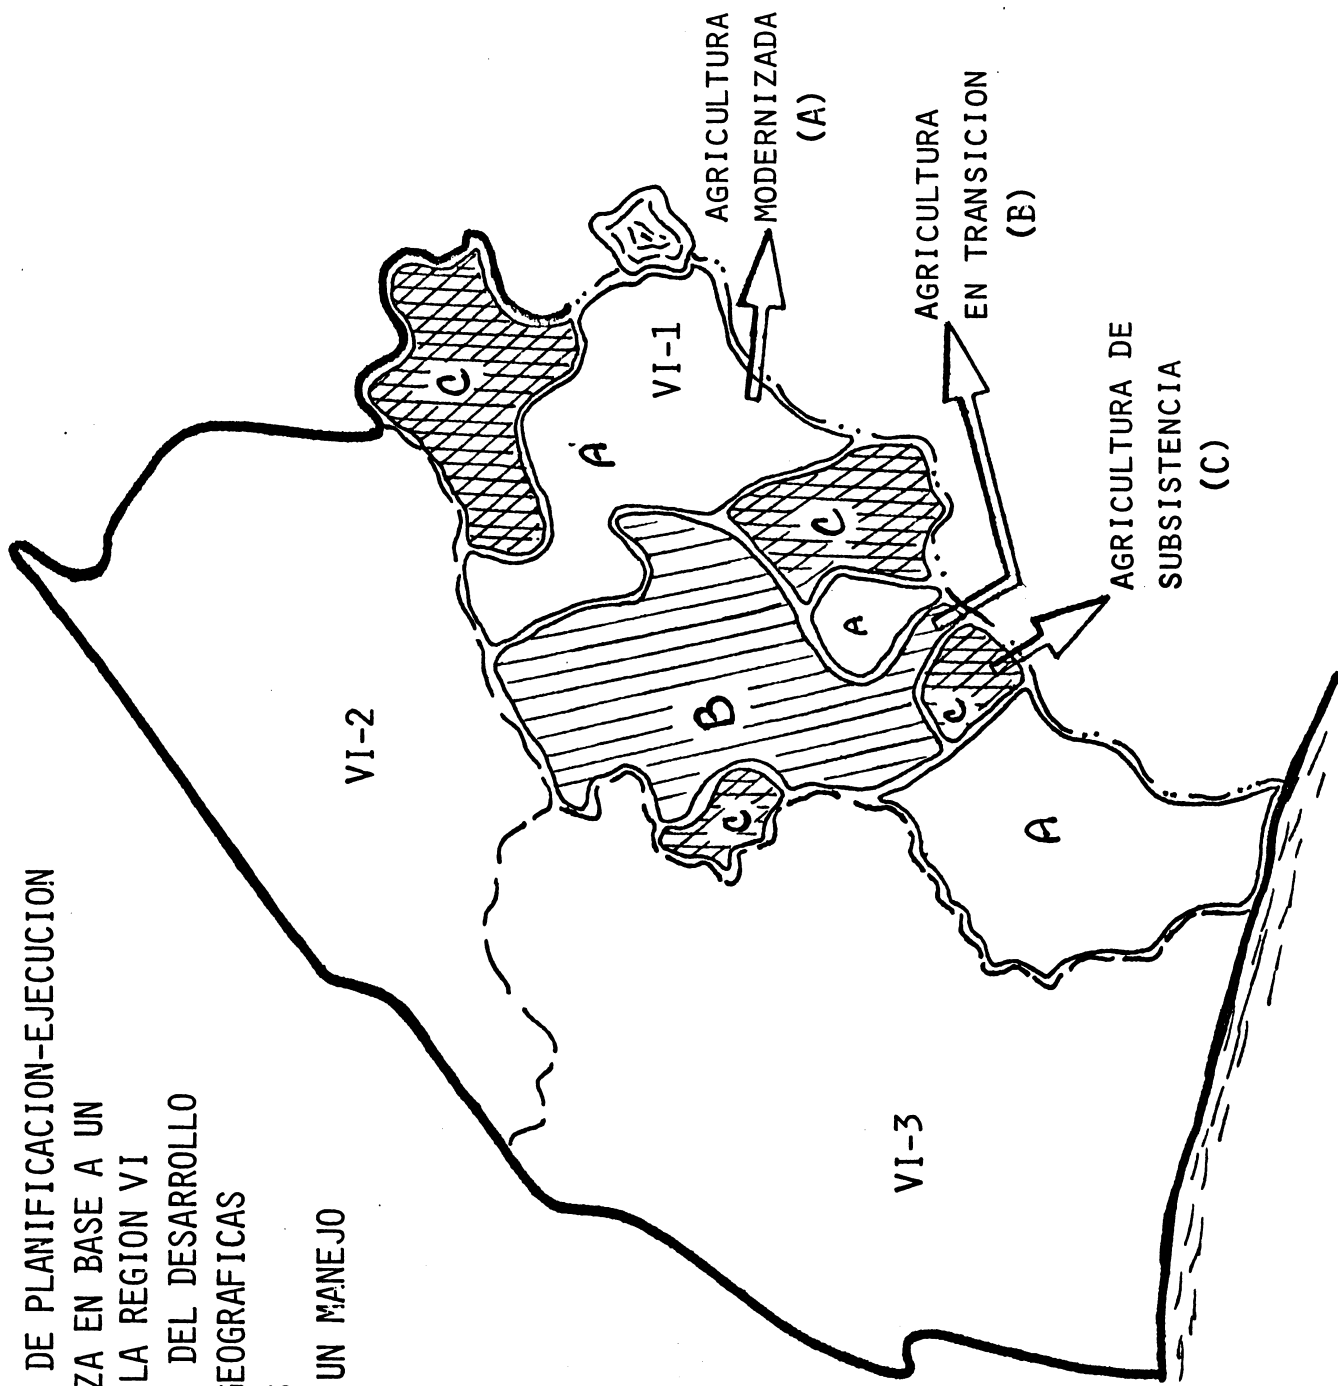 DE PLANIFICACION-EJECUCION
ZA EN BASE A UN
LA REGION VI
DEL DESARROLLO
EOGRAFICAS
UN MANEJO
VI-2
VI-1
VI-3
C
A
C
A
B
C
C
A
AGRICULTURA
MODERNIZADA
(A)
AGRICULTURA
EN TRANSICION
(B)
AGRICULTURA DE
SUBSISTENCIA
(C)